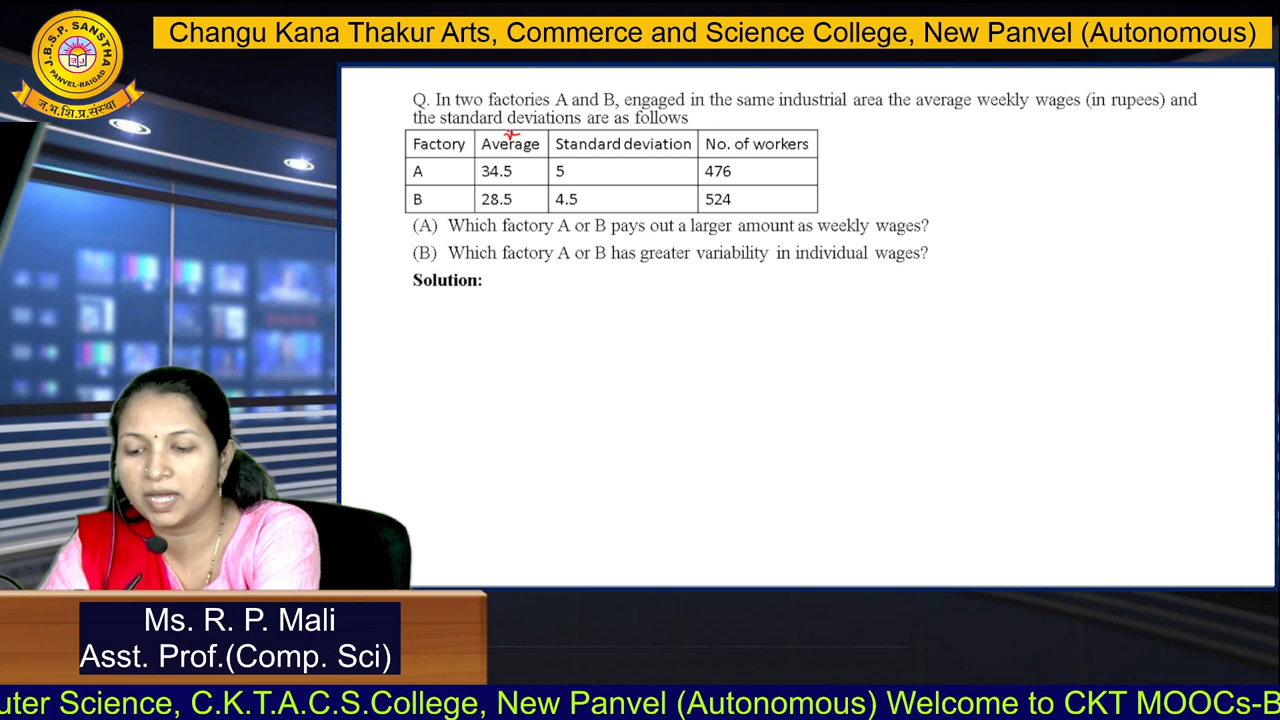 Changu Kana Thakur Arts, Commerce and Science College, New Panvel (Autonomous)
J.B.S.P. SANSTHA
PANVEL-RAIGAD
ज.भ.शि.प्र.संस्था
Q. In two factories A and B, engaged in the same industrial area the average weekly wages (in rupees) and
the standard deviations are as follows
Factory Average Standard deviation No. of workers
A 34.5 5 476
B 28.5 4.5 524
(A) Which factory A or B pays out a larger amount as weekly wages?
(B) Which factory A or B has greater variability in individual wages?
Solution:
Ms. R. P. Mali
Asst. Prof.(Comp. Sci)
uter Science, C.K.T.A.C.S.College, New Panvel (Autonomous) Welcome to CKT MOOCs-B